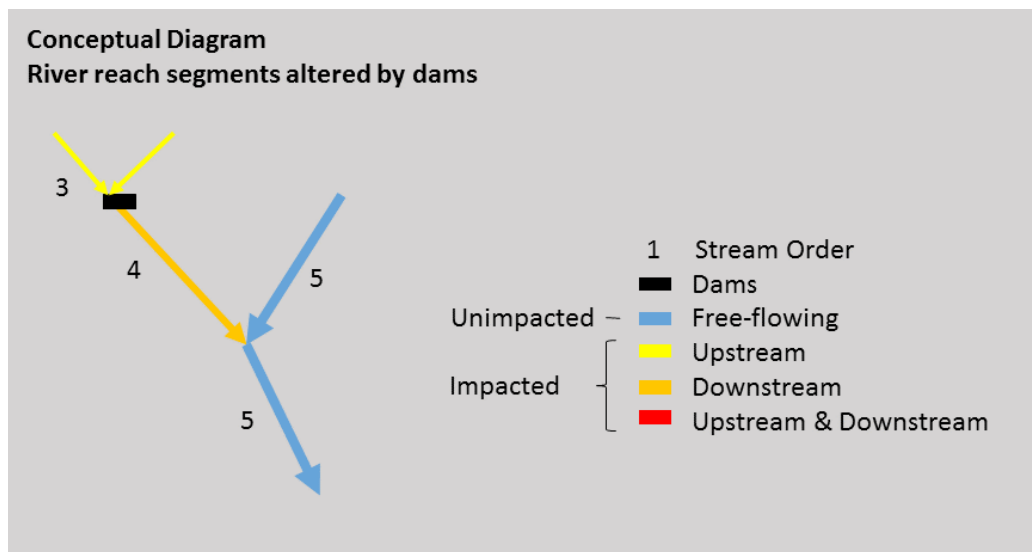 Conceptual Diagram
River reach segments altered by dams
3
4
5
5
1 Stream Order
Dams
Unimpacted – Free-flowing
Upstream
Impacted Downstream
Upstream & Downstream